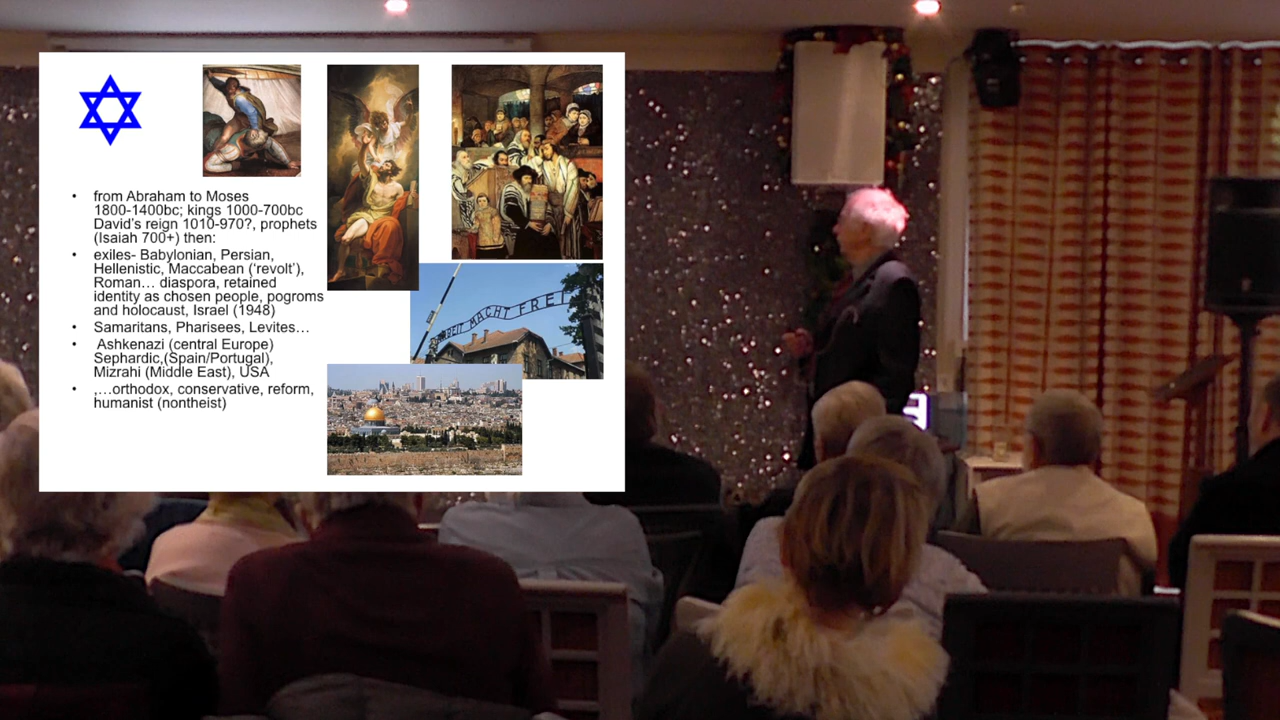 • from Abraham to Moses
1800-1400bc; kings 1000-700bc
David's reign 1010-970?, prophets
(Isaiah 700+) then:
• exiles- Babylonian, Persian,
Hellenistic, Maccabean ('revolt'),
Roman… diaspora, retained
identity as chosen people, pogroms
and holocaust, Israel (1948)
• Samaritans, Pharisees, Levites…
• Ashkenazi (central Europe)
Sephardic,(Spain/Portugal),
Mizrahi (Middle East), USA
• ,…orthodox, conservative, reform,
humanist (nontheist)
ARBEIT MACHT FREI